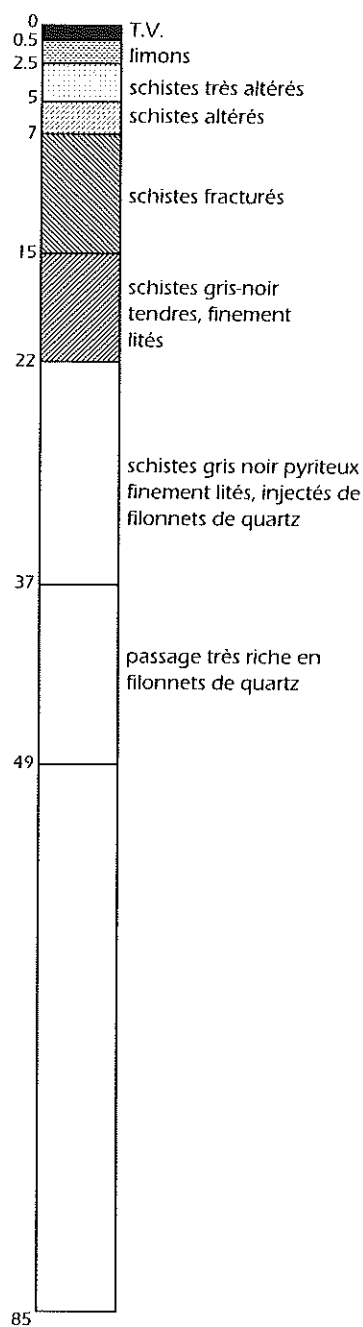 0
T.V.
0.5
limons
2.5
schistes très altérés
5
schistes altérés
7
schistes fracturés
15
schistes gris-noir
tendres, finement
lités
22
schistes gris noir pyriteux
finement lités, injectés de
filonnets de quartz
37
passage très riche en
filonnets de quartz
49
85